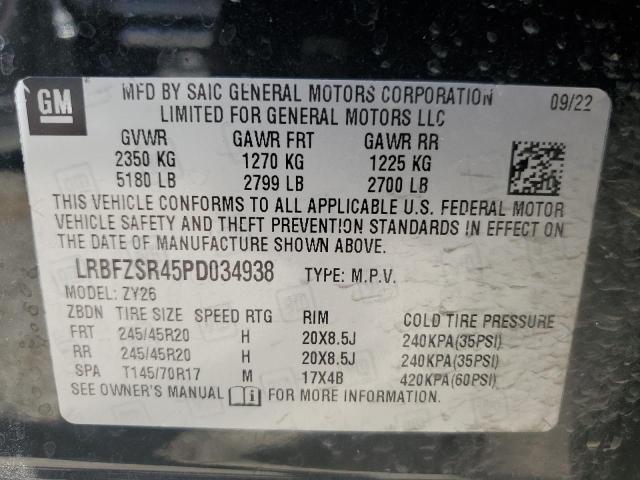 GM
MFD BY SAIC GENERAL MOTORS CORPORATION 09/22
LIMITED FOR GENERAL MOTORS LLC
GVWR GAWR FRT GAWR RR
2350 KG 1270 KG 1225 KG
5180 LB 2799 LB 2700 LB
THIS VEHICLE CONFORMS TO ALL APPLICABLE U.S. FEDERAL MOTOR
VEHICLE SAFETY AND THEFT PREVENTION STANDARDS IN EFFECT
ON THE DATE OF MANUFACTURE SHOWN ABOVE.
LRBFZSR45PD034938 TYPE: M.P.V.
MODEL: ZY26
ZBDN TIRE SIZE SPEED RTG RIM COLD TIRE PRESSURE
FRT 245/45R20 H 20X8.5J 240KPA(35PSI)
RR 245/45R20 H 20X8.5J 240KPA(35PSI)
SPA T145/70R17 M 17X4B 420KPA(60PSI)
SEE OWNER'S MANUAL FOR MORE INFORMATION.